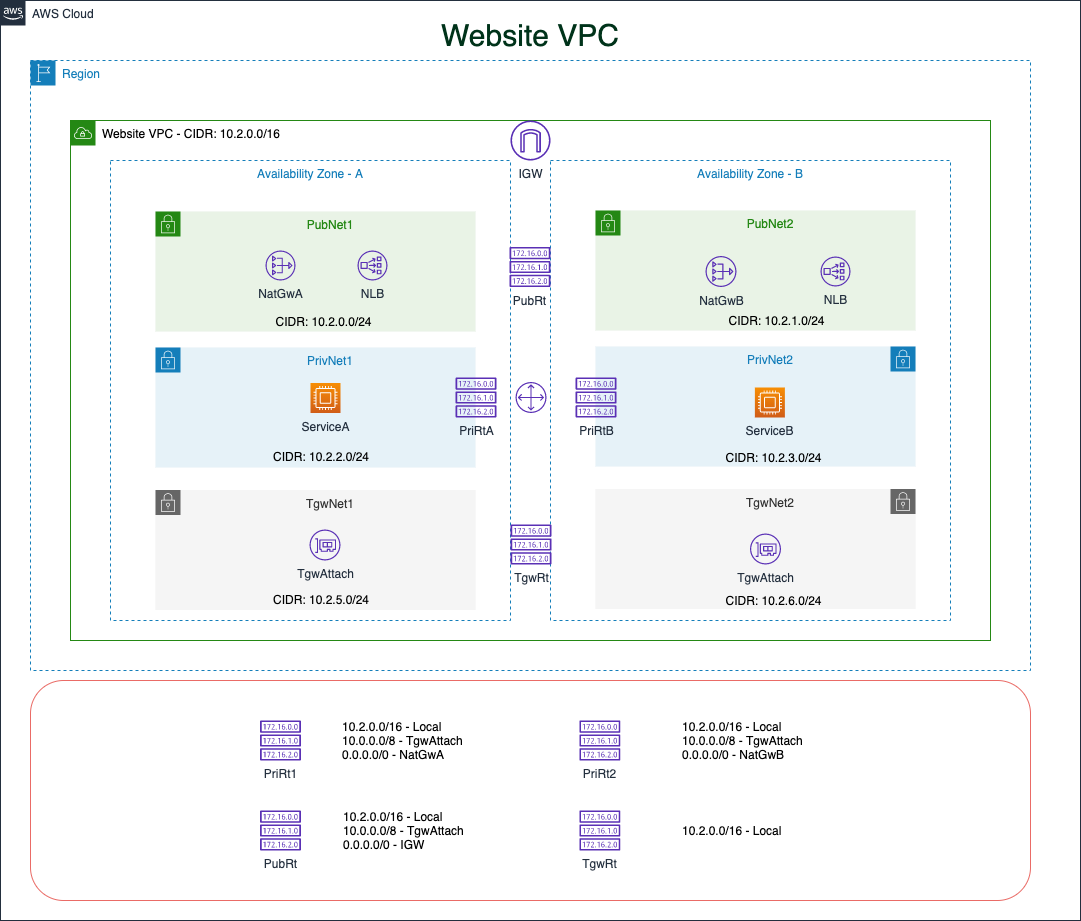 aws
AWS Cloud
Website VPC
Region
Website VPC - CIDR: 10.2.0.0/16
IGW
Availability Zone - A
Availability Zone - B
PubNet1
NatGwA
NLB
CIDR: 10.2.0.0/24
172.16.0.0
172.16.1.0
172.16.2.0
PubRt
PubNet2
NatGwB
NLB
CIDR: 10.2.1.0/24
PrivNet1
ServiceA
CIDR: 10.2.2.0/24
172.16.0.0
172.16.1.0
172.16.2.0
PriRtA
172.16.0.0
172.16.1.0
172.16.2.0
PriRtB
PrivNet2
ServiceB
CIDR: 10.2.3.0/24
TgwNet1
TgwAttach
CIDR: 10.2.5.0/24
172.16.0.0
172.16.1.0
172.16.2.0
TgwRt
TgwNet2
TgwAttach
CIDR: 10.2.6.0/24
172.16.0.0
172.16.1.0
172.16.2.0
PriRt1
10.2.0.0/16 - Local
10.0.0.0/8 - TgwAttach
0.0.0.0/0 - NatGwA
172.16.0.0
172.16.1.0
172.16.2.0
PriRt2
10.2.0.0/16 - Local
10.0.0.0/8 - TgwAttach
0.0.0.0/0 - NatGwB
172.16.0.0
172.16.1.0
172.16.2.0
PubRt
10.2.0.0/16 - Local
10.0.0.0/8 - TgwAttach
0.0.0.0/0 - IGW
172.16.0.0
172.16.1.0
172.16.2.0
TgwRt
10.2.0.0/16 - Local